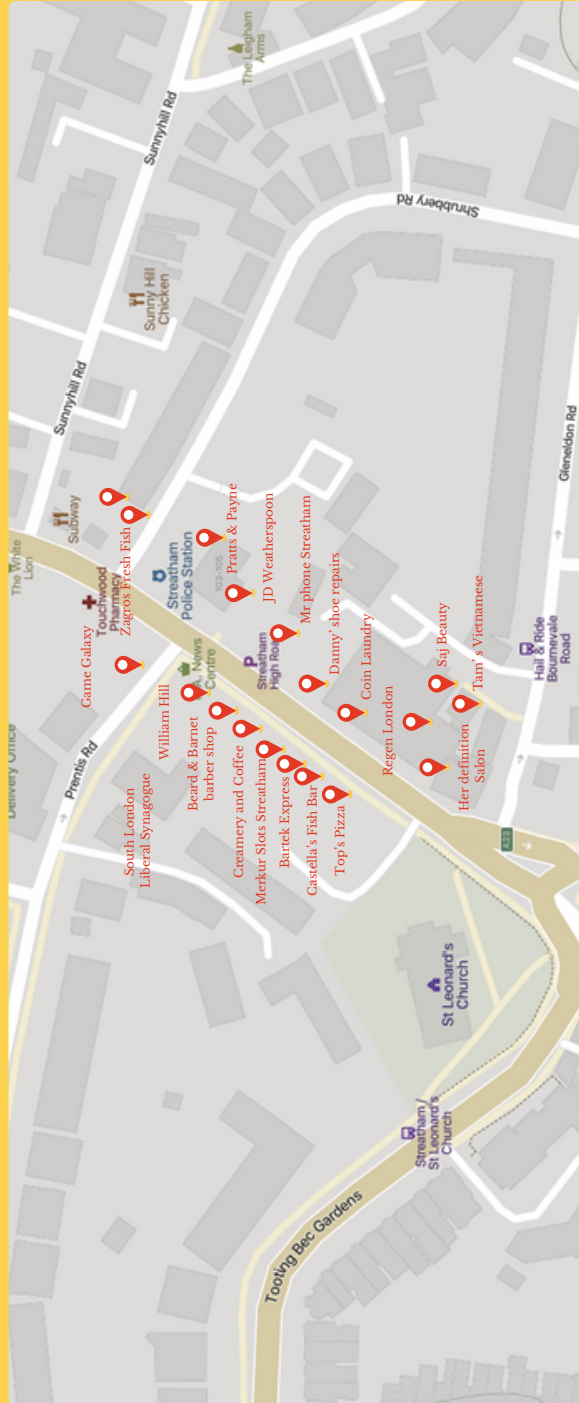 Delivery Office
The White
Lion
Subway
Sunnyhill Rd
Sunnyhill Rd
Sunny Hill
Chicken
The Leigham
Arms
Shrubbery Rd
Prentis Rd
Game Galaxy
Touchwood
Pharmacy
Zagros Fresh Fish
Streatham
Police Station
103-105
Pratts & Payne
JD Weatherspoon
South London
Liberal Synagogue
William Hill
News
Centre
Streatham
High Road
Mr phone Streatham
Beard & Barnet
barber shop
Creamery and Coffee
Merkur Slots Streatham
Bartek Express
Castella's Fish Bar
Top's Pizza
Danny' shoe repairs
Coin Laundry
Regen London
Saj Beauty
Tam' s Vietnamese
Her definition
Salon
Hail & Ride
Bournevale
Road
Gleneldon Rd
A23
St Leonard's
Church
Streatham /
St Leonard's
Church
Tooting Bec Gardens